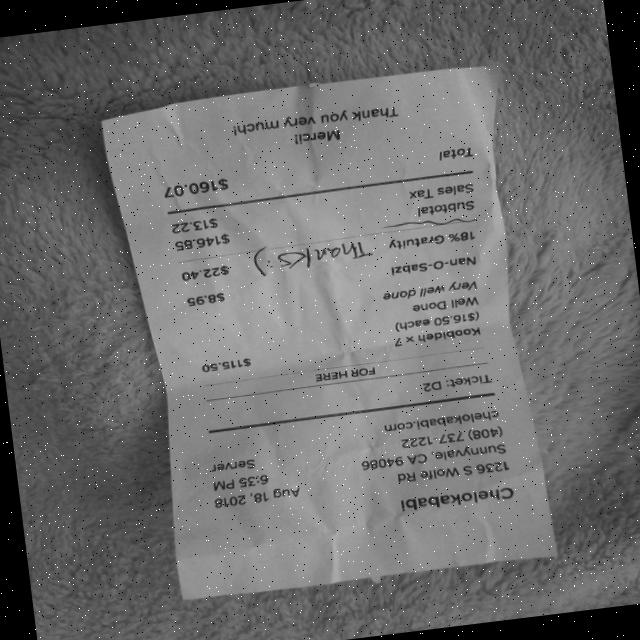 Chelokababi
1236 S Wolfe Rd
Sunnyvale, CA 94086
(408) 737-1222
chelokababi.com
Aug 18, 2018
6:35 PM
Server
Ticket: D2
FOR HERE
Koobideh x 7 $115.50
($16.50 each)
Well Done
Very well done
Nan-O-Sabzi $8.95
18% Gratuity $22.40
Thanks :)
Subtotal $146.85
Sales Tax $13.22
Total $160.07
Merci!
Thank you very much!